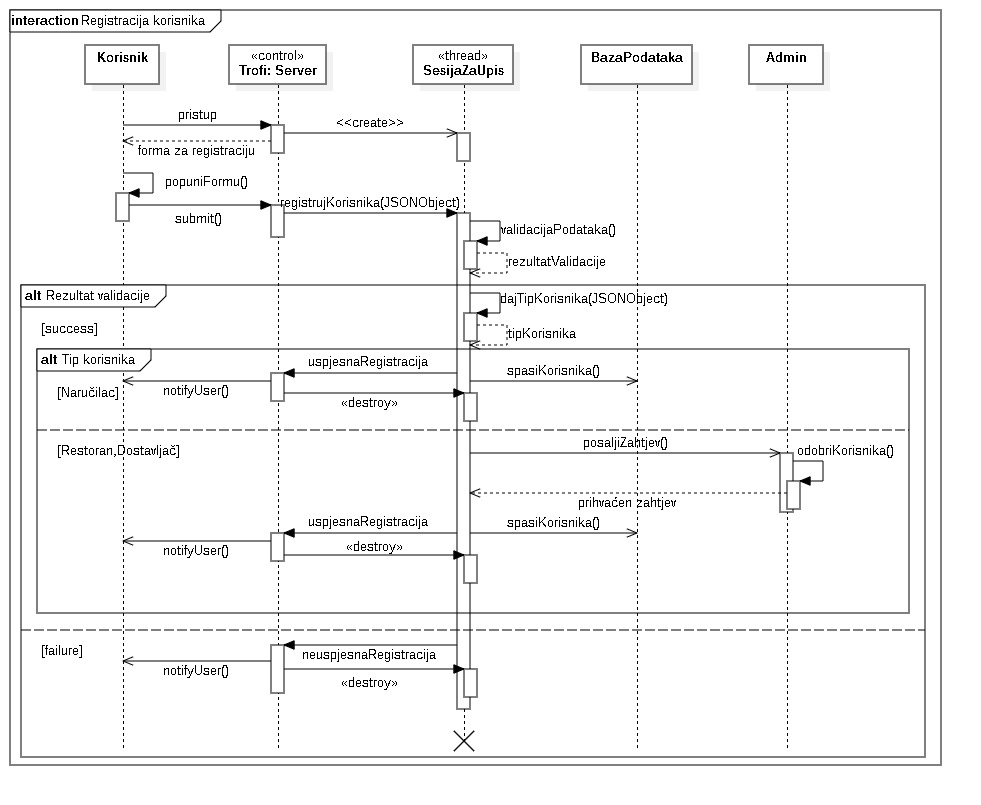 interaction Registracija korisnika
Korisnik
«control»
Trofi: Server
«thread»
SesijaZaUpis
BazaPodataka
Admin
pristup
<<create>>
forma za registraciju
popuniFormu()
registrujKorisnika(JSONObject)
submit()
validacijaPodataka()
rezultatValidacije
alt Rezultat validacije
dajTipKorisnika(JSONObject)
[success]
tipKorisnika
alt Tip korisnika
uspjesnaRegistracija
spasiKorisnika()
[Naručilac]
notifyUser()
«destroy»
posaljiZahtjev()
[Restoran,Dostavljač]
odobriKorisnika()
prihvaćen zahtjev
uspjesnaRegistracija
spasiKorisnika()
notifyUser()
«destroy»
[failure]
neuspjesnaRegistracija
notifyUser()
«destroy»